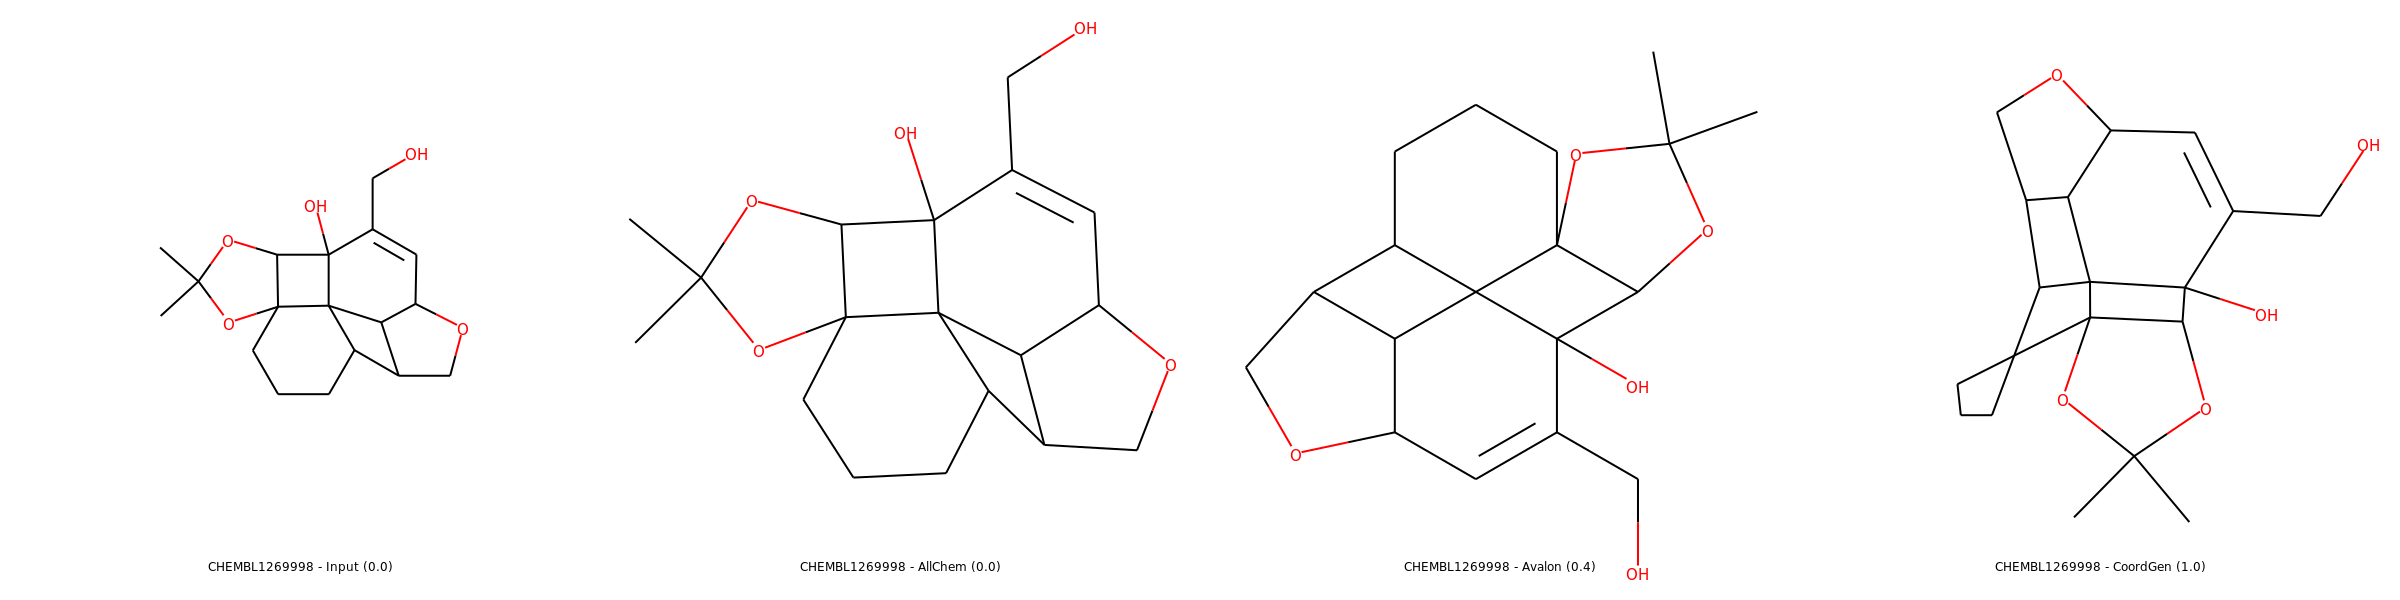 OH
OH
O
O
O
CHEMBL1269998 - Input (0.0)
OH
OH
O
O
O
CHEMBL1269998 - AllChem (0.0)
O
O
OH
O
OH
CHEMBL1269998 - Avalon (0.4)
O
OH
OH
O
O
CHEMBL1269998 - CoordGen (1.0)